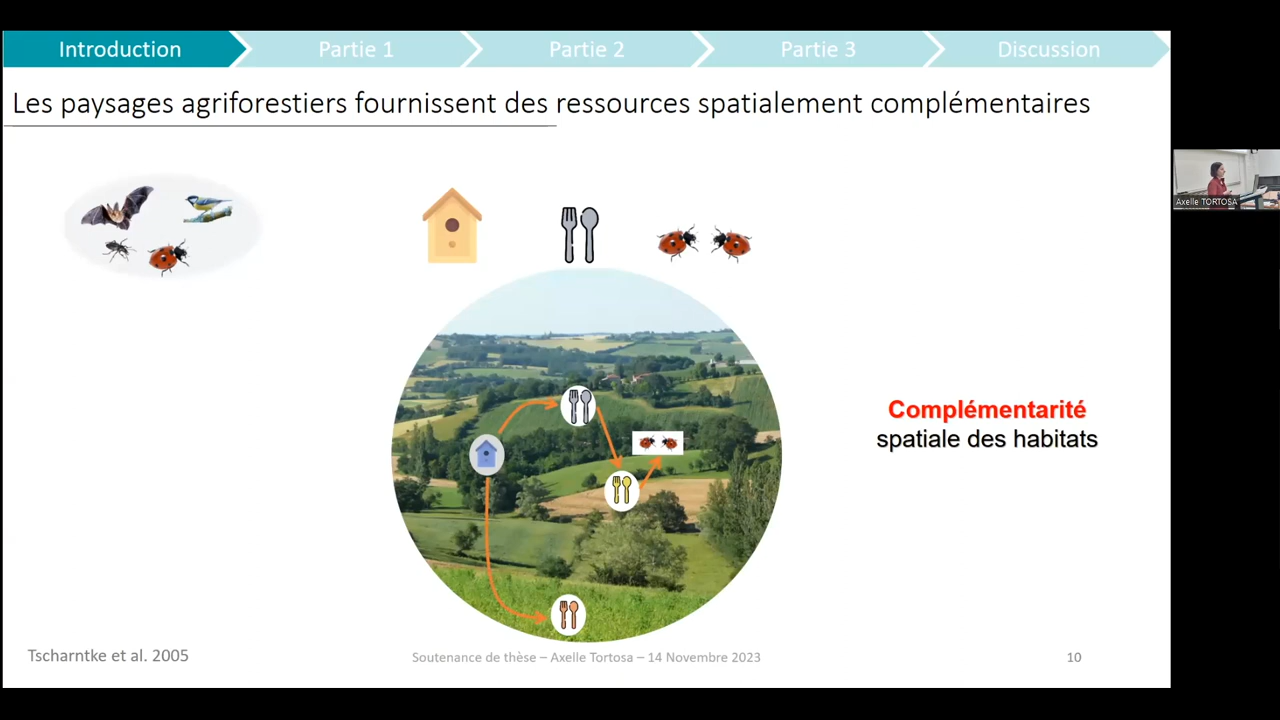 Introduction
Partie 1
Partie 2
Partie 3
Discussion
Les paysages agriforestiers fournissent des ressources spatialement complémentaires
Axelle TORTOSA
Complémentarité
spatiale des habitats
Tscharntke et al. 2005
Soutenance de thèse – Axelle Tortosa – 14 Novembre 2023
10